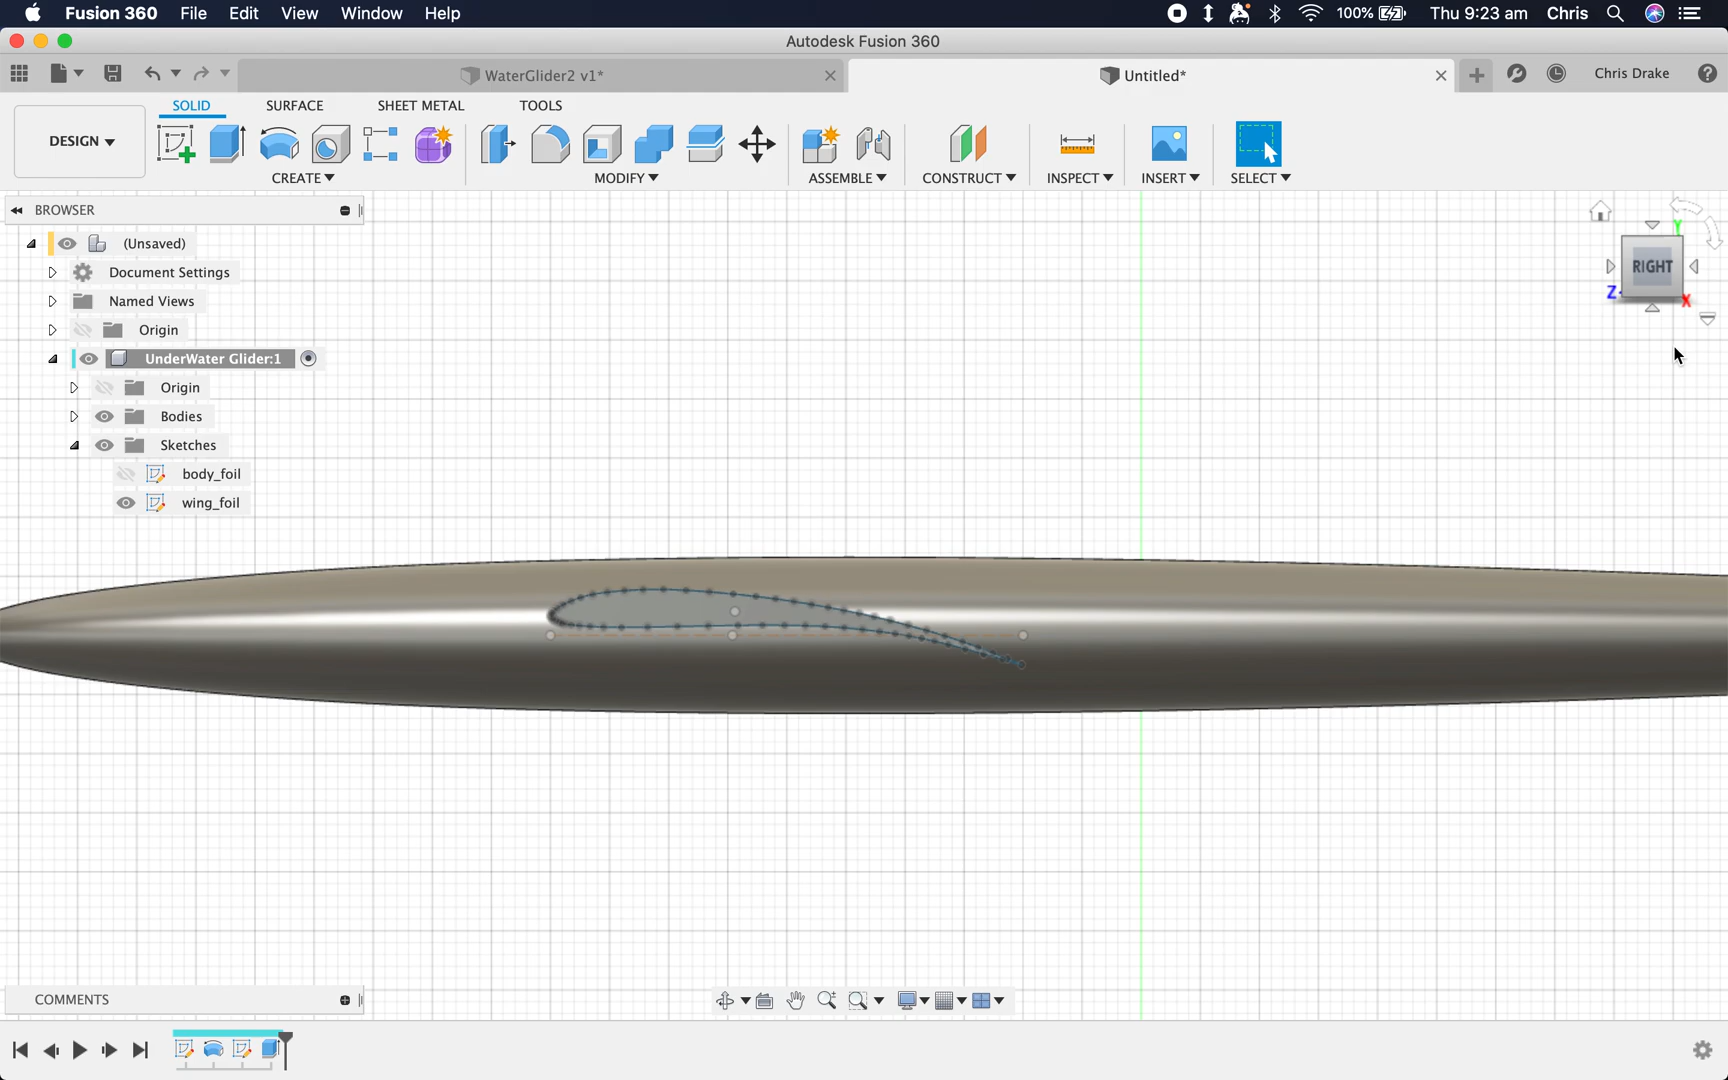 Fusion 360 File Edit View Window Help 100% Thu 9:23 am Chris
Autodesk Fusion 360
WaterGlider2 v1* Untitled* Chris Drake
SOLID SURFACE SHEET METAL TOOLS
DESIGN
CREATE MODIFY ASSEMBLE CONSTRUCT INSPECT INSERT SELECT
BROWSER
(Unsaved)
Document Settings
Named Views
Origin
UnderWater Glider:1
Origin
Bodies
Sketches
body_foil
wing_foil
Y
RIGHT
Z
X
COMMENTS